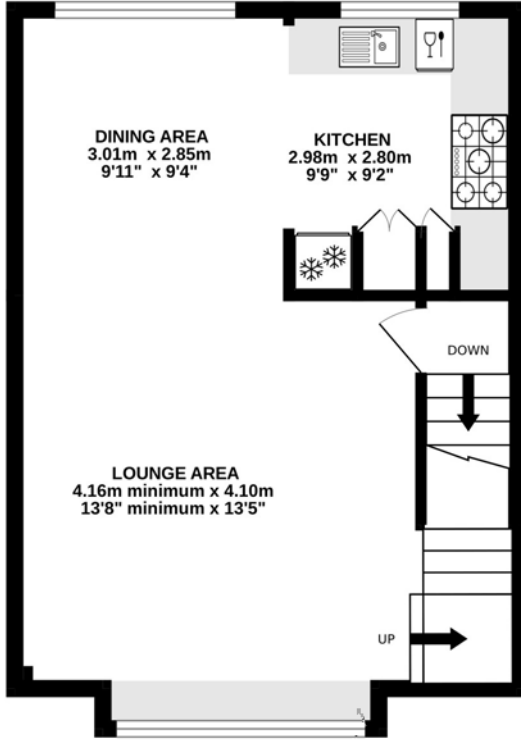 DINING AREA
3.01m x 2.85m
9'11" x 9'4"
KITCHEN
2.98m x 2.80m
9'9" x 9'2"
DOWN
LOUNGE AREA
4.16m minimum x 4.10m
13'8" minimum x 13'5"
UP